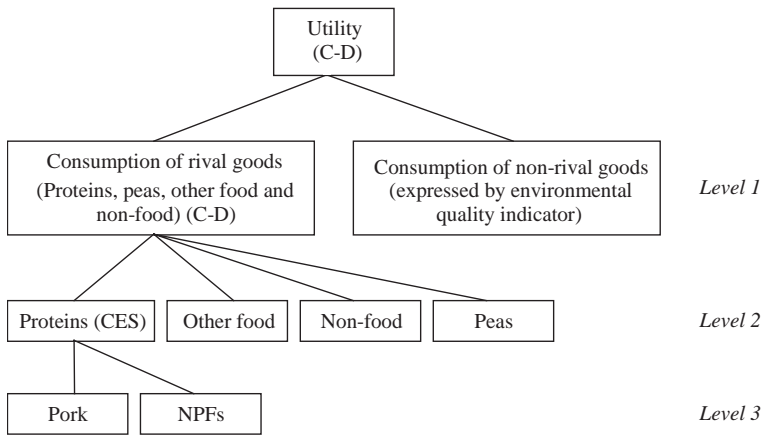 Utility
(C-D)
Consumption of rival goods
(Proteins, peas, other food and
non-food) (C-D)
Consumption of non-rival goods
(expressed by environmental
quality indicator)
Level 1
Proteins (CES)
Other food
Non-food
Peas
Level 2
Pork
NPFs
Level 3